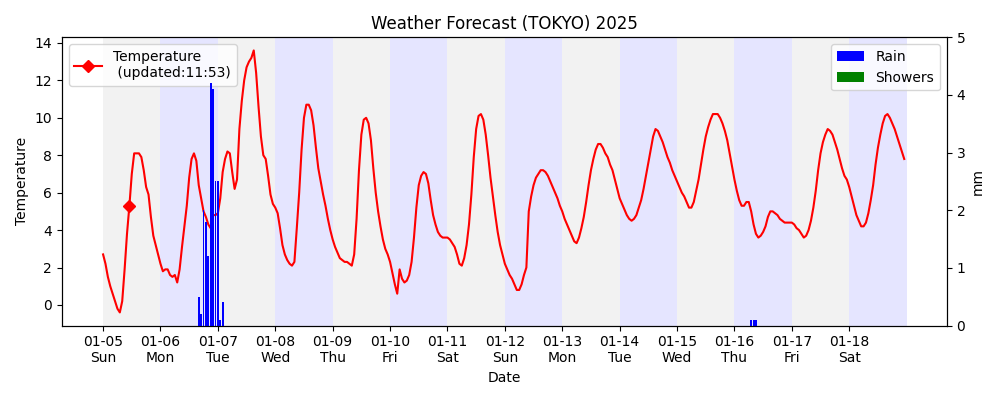 Weather Forecast (TOKYO) 2025
Temperature
(updated:11:53)
Rain
Showers
14
12
10
8
6
4
2
0
Temperature
5
4
3
2
1
0
mm
01-05 01-06 01-07 01-08 01-09 01-10 01-11 01-12 01-13 01-14 01-15 01-16 01-17 01-18
Sun Mon Tue Wed Thu Fri Sat Sun Mon Tue Wed Thu Fri Sat
Date